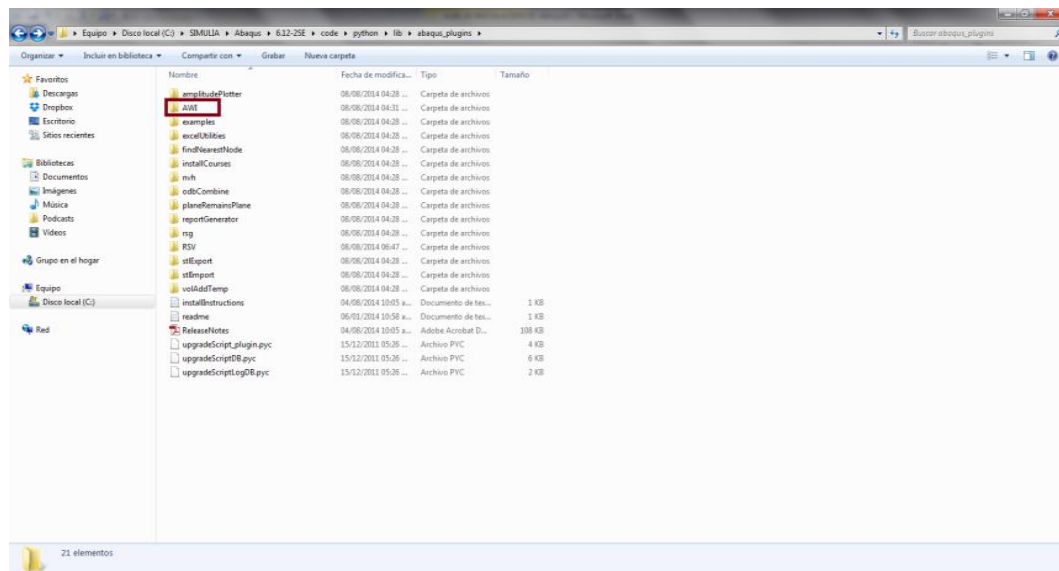 Equipo ▸ Disco local (C:) ▸ SIMULIA ▸ Abaqus ▸ 6.12-2SE ▸ code ▸ python ▸ lib ▸ abaqus_plugins ▸
Buscar abaqus_plugins
Organizar Incluir en biblioteca Compartir con Grabar Nueva carpeta
Favoritos
Descargas
Dropbox
Escritorio
Sitios recientes
Bibliotecas
Documentos
Imágenes
Música
Podcasts
Vídeos
Grupo en el hogar
Equipo
Disco local (C:)
Red
Nombre Fecha de modifica... Tipo Tamaño
amplitudePlotter 08/08/2014 04:28 ... Carpeta de archivos
AWI 08/08/2014 04:31 ... Carpeta de archivos
examples 08/08/2014 04:28 ... Carpeta de archivos
excelUtilities 08/08/2014 04:28 ... Carpeta de archivos
findNearestNode 08/08/2014 04:28 ... Carpeta de archivos
installCourses 08/08/2014 04:28 ... Carpeta de archivos
nvh 08/08/2014 04:28 ... Carpeta de archivos
odbCombine 08/08/2014 04:28 ... Carpeta de archivos
planeRemainsPlane 08/08/2014 04:28 ... Carpeta de archivos
reportGenerator 08/08/2014 04:28 ... Carpeta de archivos
rsg 08/08/2014 04:28 ... Carpeta de archivos
RSV 08/08/2014 06:47 ... Carpeta de archivos
stlExport 08/08/2014 04:28 ... Carpeta de archivos
stlImport 08/08/2014 04:28 ... Carpeta de archivos
volAddTemp 08/08/2014 04:28 ... Carpeta de archivos
installInstructions 04/08/2014 10:05 a... Documento de tex... 1 KB
readme 06/01/2014 10:58 a... Documento de tex... 1 KB
ReleaseNotes 04/08/2014 10:05 a... Adobe Acrobat D... 108 KB
upgradeScript_plugin.pyc 15/12/2011 05:26 ... Archivo PYC 4 KB
upgradeScriptDB.pyc 15/12/2011 05:26 ... Archivo PYC 6 KB
upgradeScriptLogDB.pyc 15/12/2011 05:26 ... Archivo PYC 2 KB
21 elementos